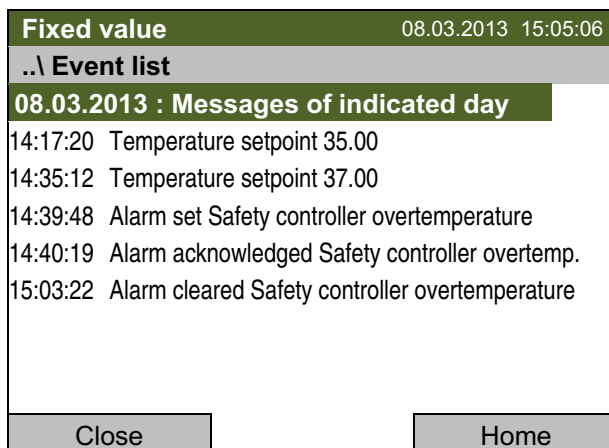 Fixed value 08.03.2013 15:05:06
..\ Event list
08.03.2013 : Messages of indicated day
14:17:20 Temperature setpoint 35.00
14:35:12 Temperature setpoint 37.00
14:39:48 Alarm set Safety controller overtemperature
14:40:19 Alarm acknowledged Safety controller overtemp.
15:03:22 Alarm cleared Safety controller overtemperature
Close Home